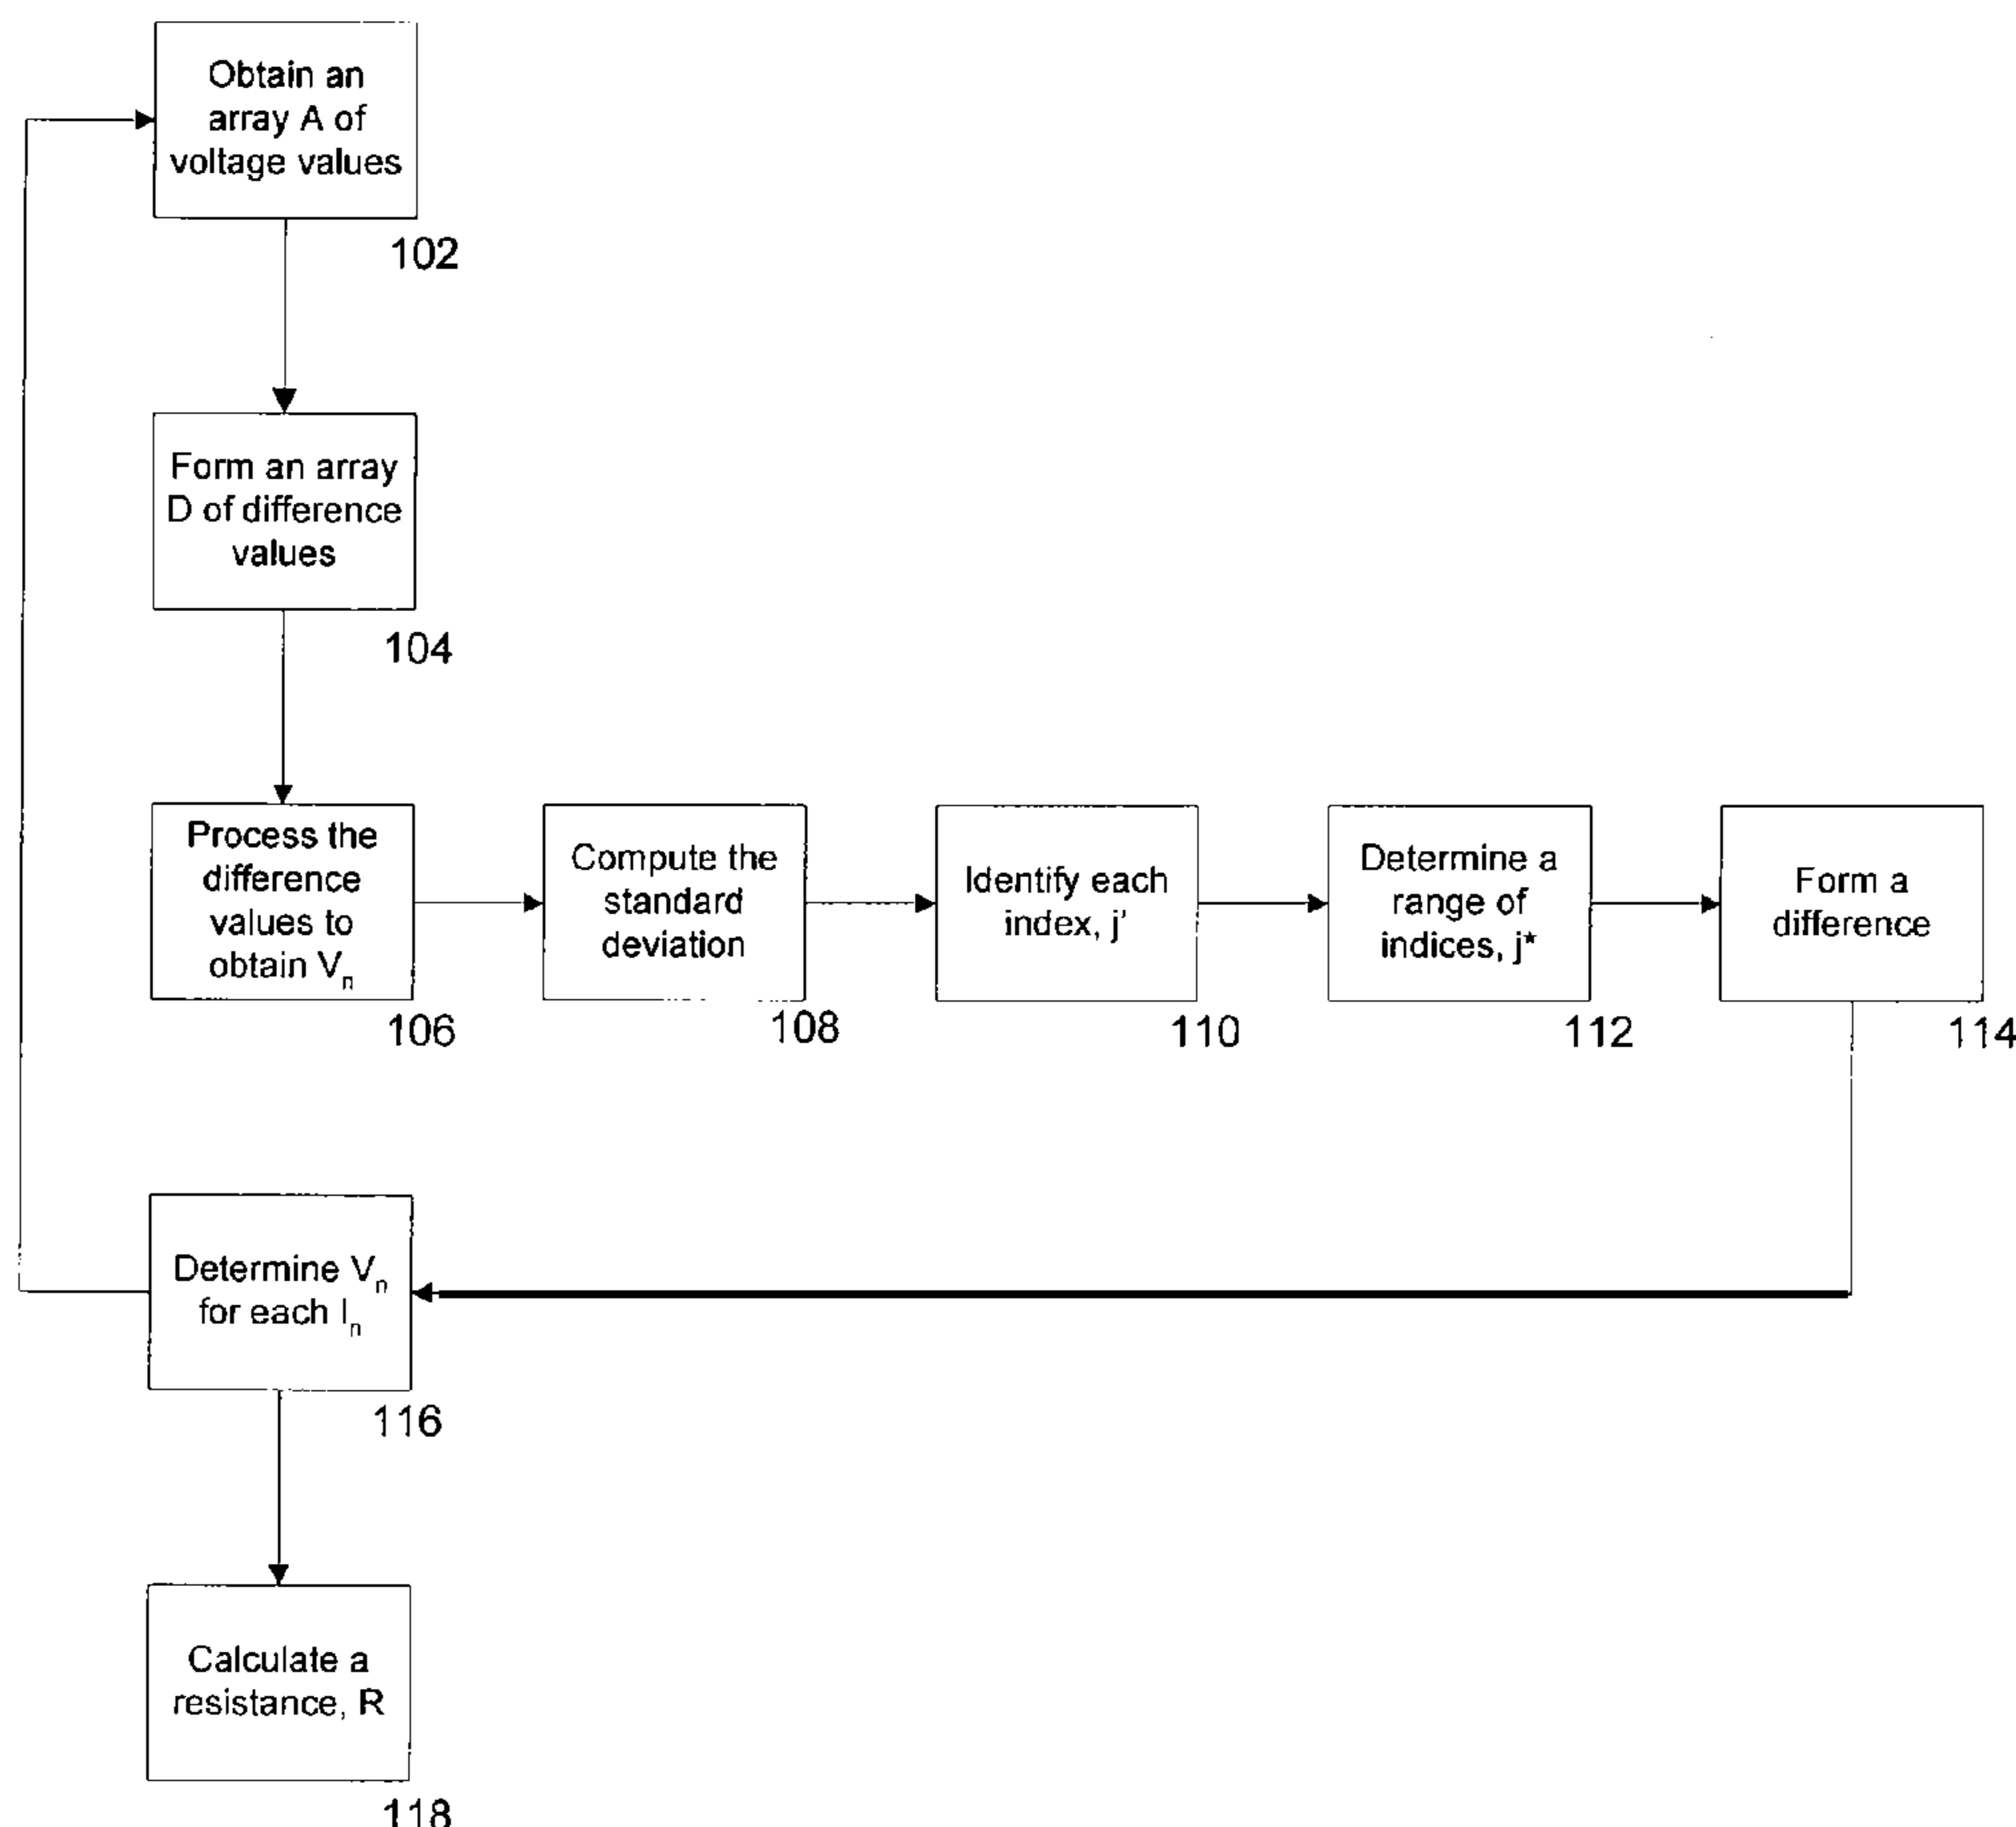 Obtain an
array A of
voltage values
102
Form an array
D of difference
values
104
Process the
difference
values to
obtain Vn
106
Compute the
standard
deviation
108
Identify each
index, j'
110
Determine a
range of
indices, j*
112
Form a
difference
114
Determine Vn
for each In
116
Calculate a
resistance, R
118